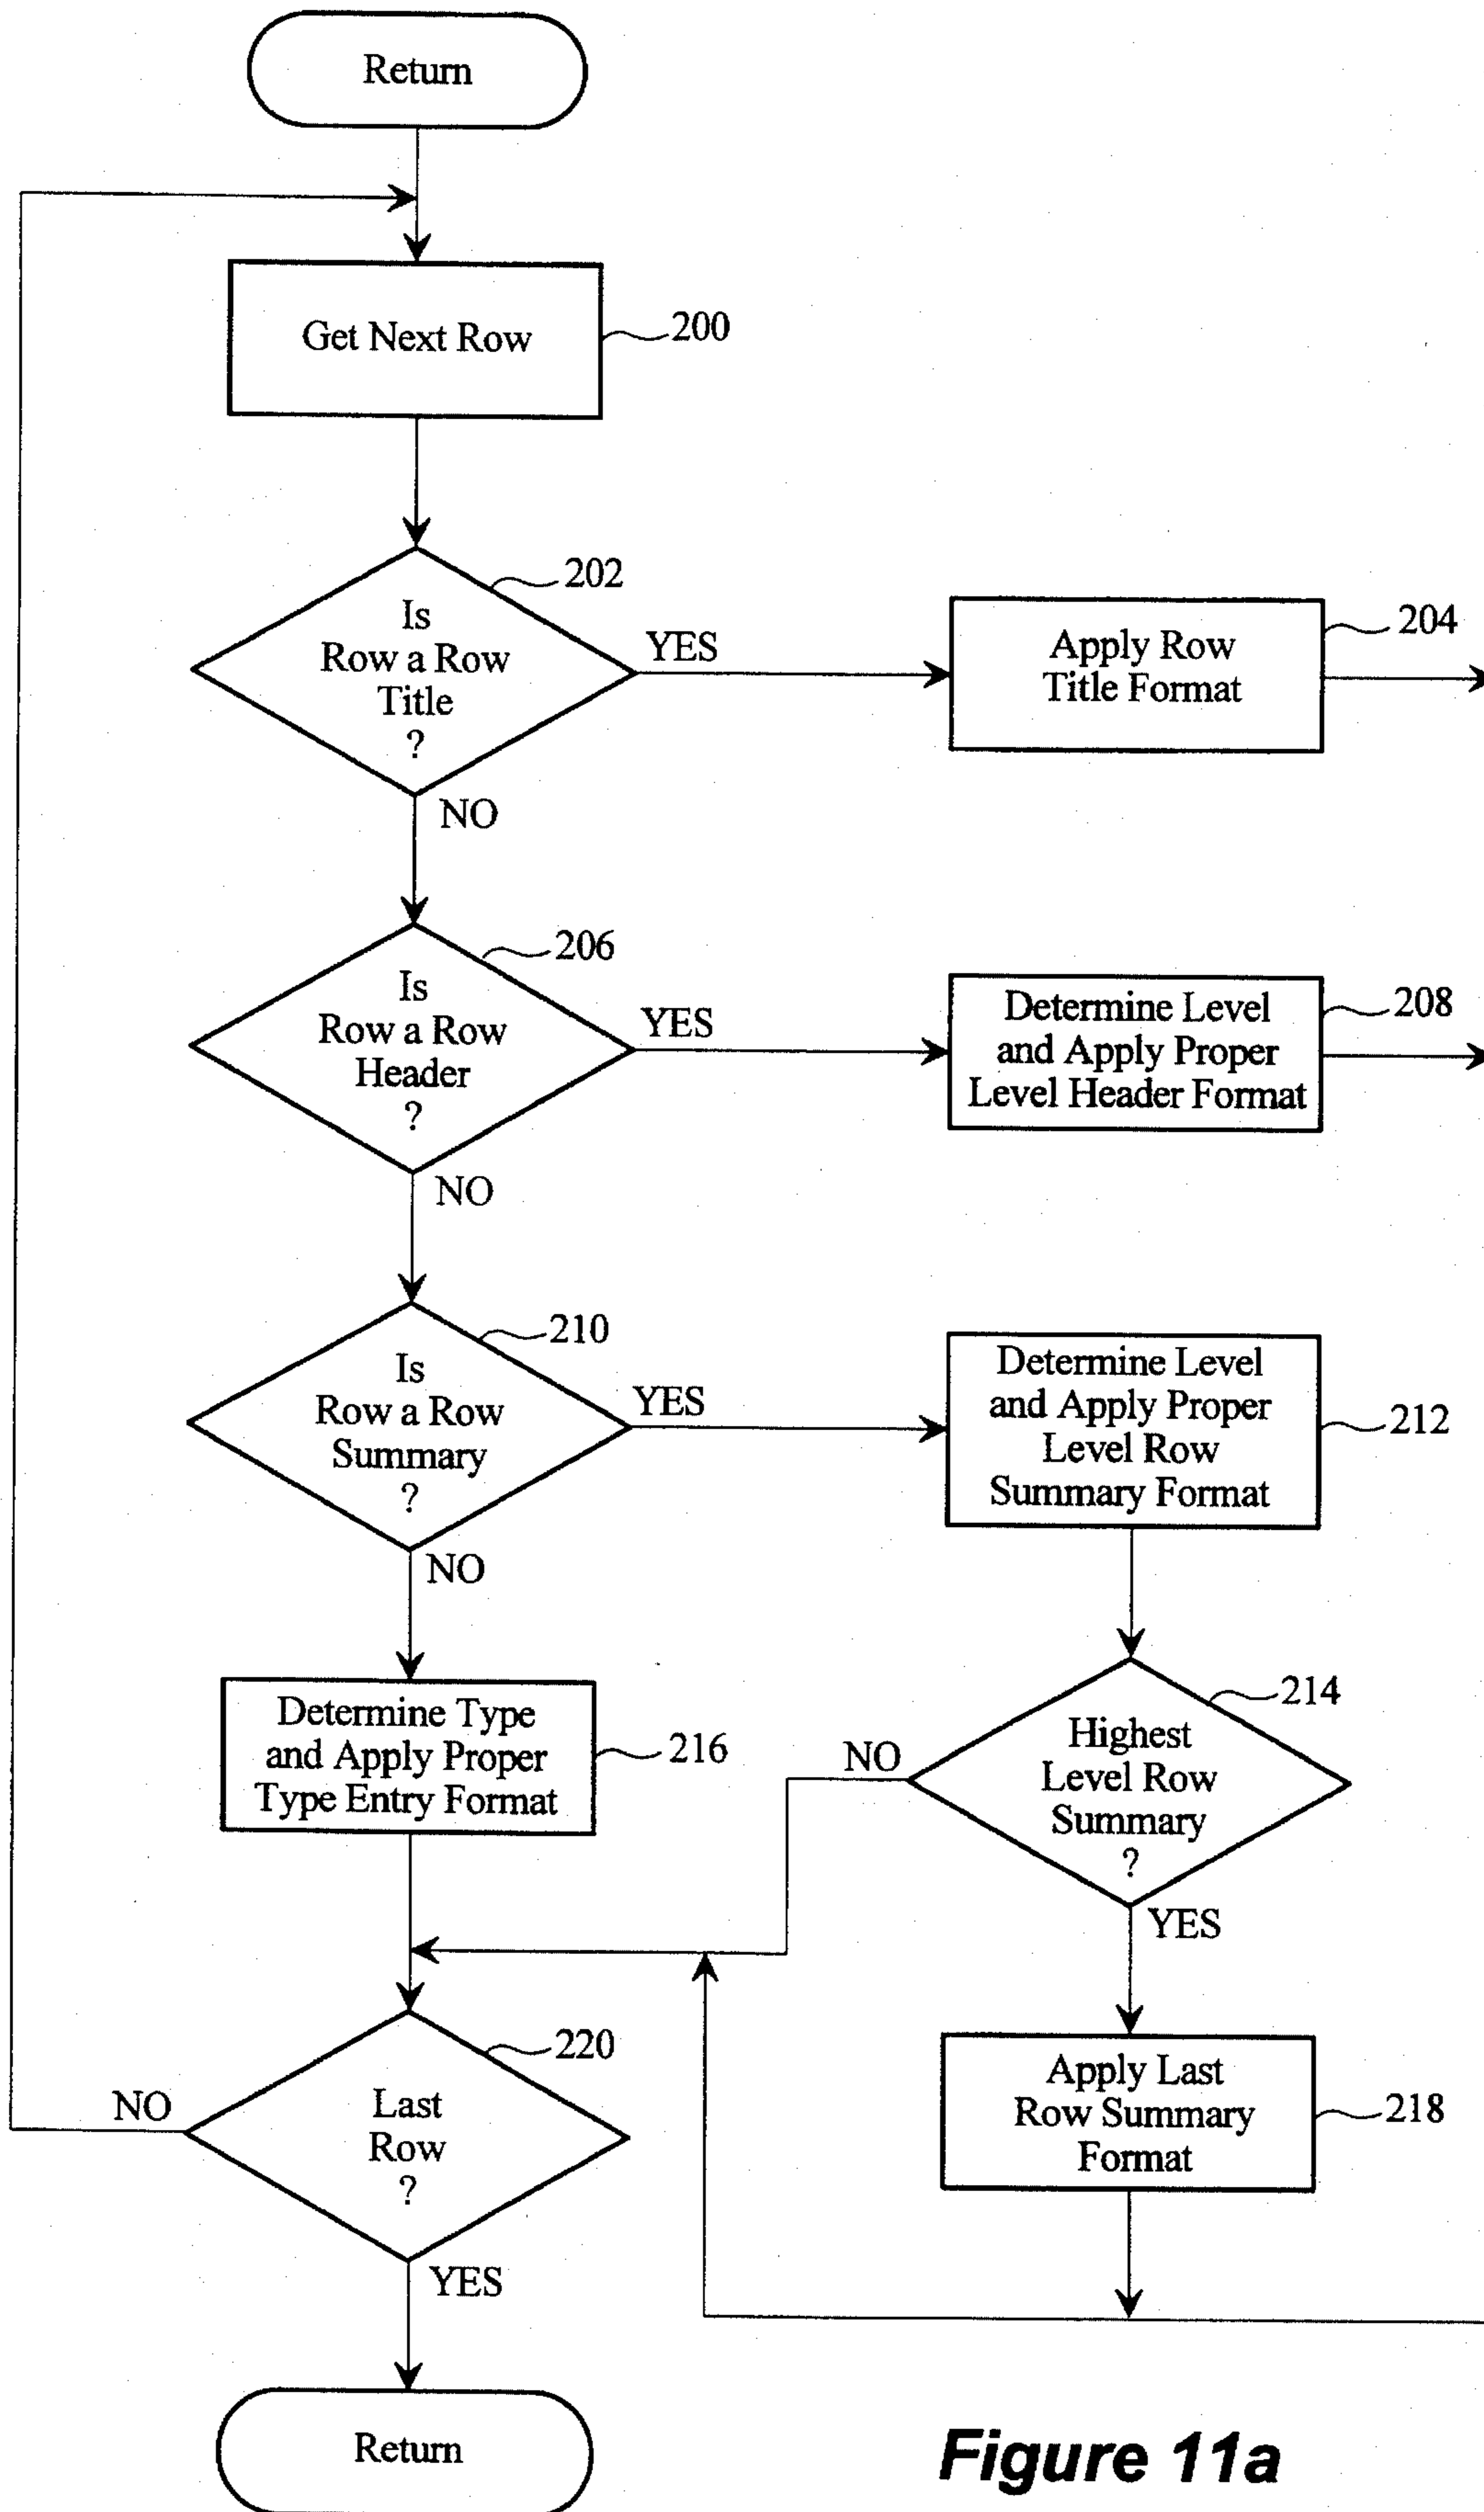 Return
Get Next Row
200
202
Is
Row a Row
Title
?
YES
204
Apply Row
Title Format
NO
206
Is
Row a Row
Header
?
YES
208
Determine Level
and Apply Proper
Level Header Format
NO
210
Is
Row a Row
Summary
?
YES
Determine Level
and Apply Proper
Level Row
Summary Format
212
NO
Determine Type
and Apply Proper
Type Entry Format
216
214
Highest
Level Row
Summary
?
NO
YES
220
Last
Row
?
NO
Apply Last
Row Summary
Format
218
YES
Return
Figure 11a